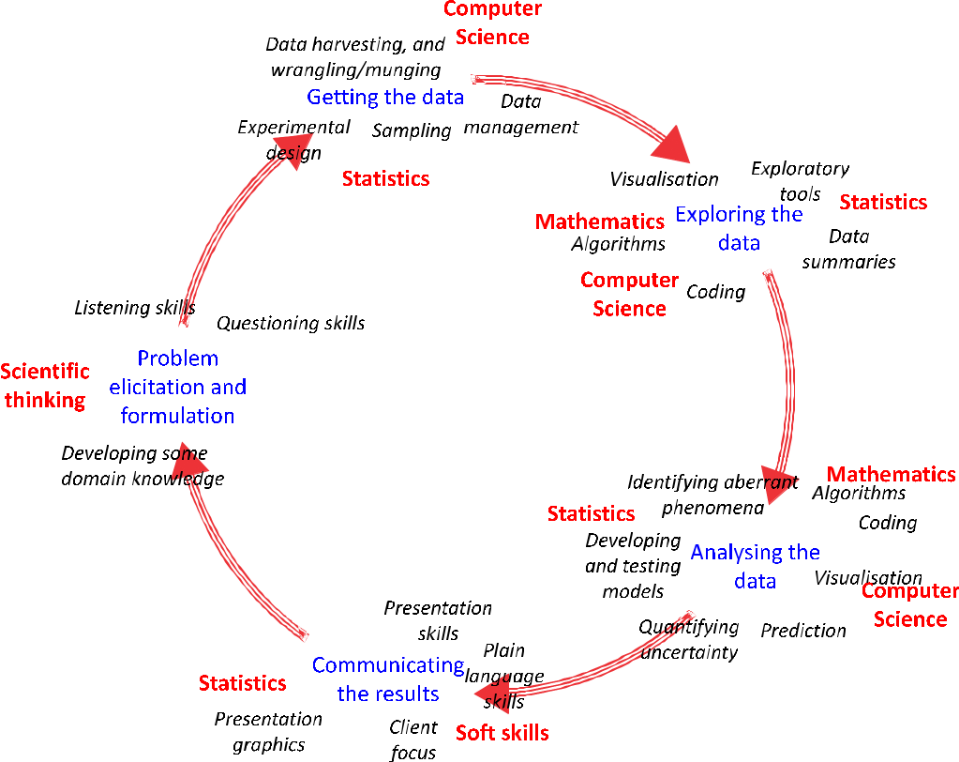 Computer
Science
Data harvesting, and
wrangling/munging
Getting the data
Data
management
Experimental
design
Sampling
Statistics
Visualisation
Exploratory
tools
Statistics
Mathematics
Exploring the
data
Algorithms
Data
summaries
Computer
Science
Coding
Listening skills
Questioning skills
Scientific
thinking
Problem
elicitation and
formulation
Developing some
domain knowledge
Identifying aberrant
phenomena
Mathematics
Algorithms
Coding
Statistics
Developing
and testing
models
Analysing the
data
Visualisation
Computer
Science
Quantifying
uncertainty
Prediction
Presentation
skills
Plain
language
skills
Communicating
the results
Statistics
Presentation
graphics
Client
focus
Soft skills